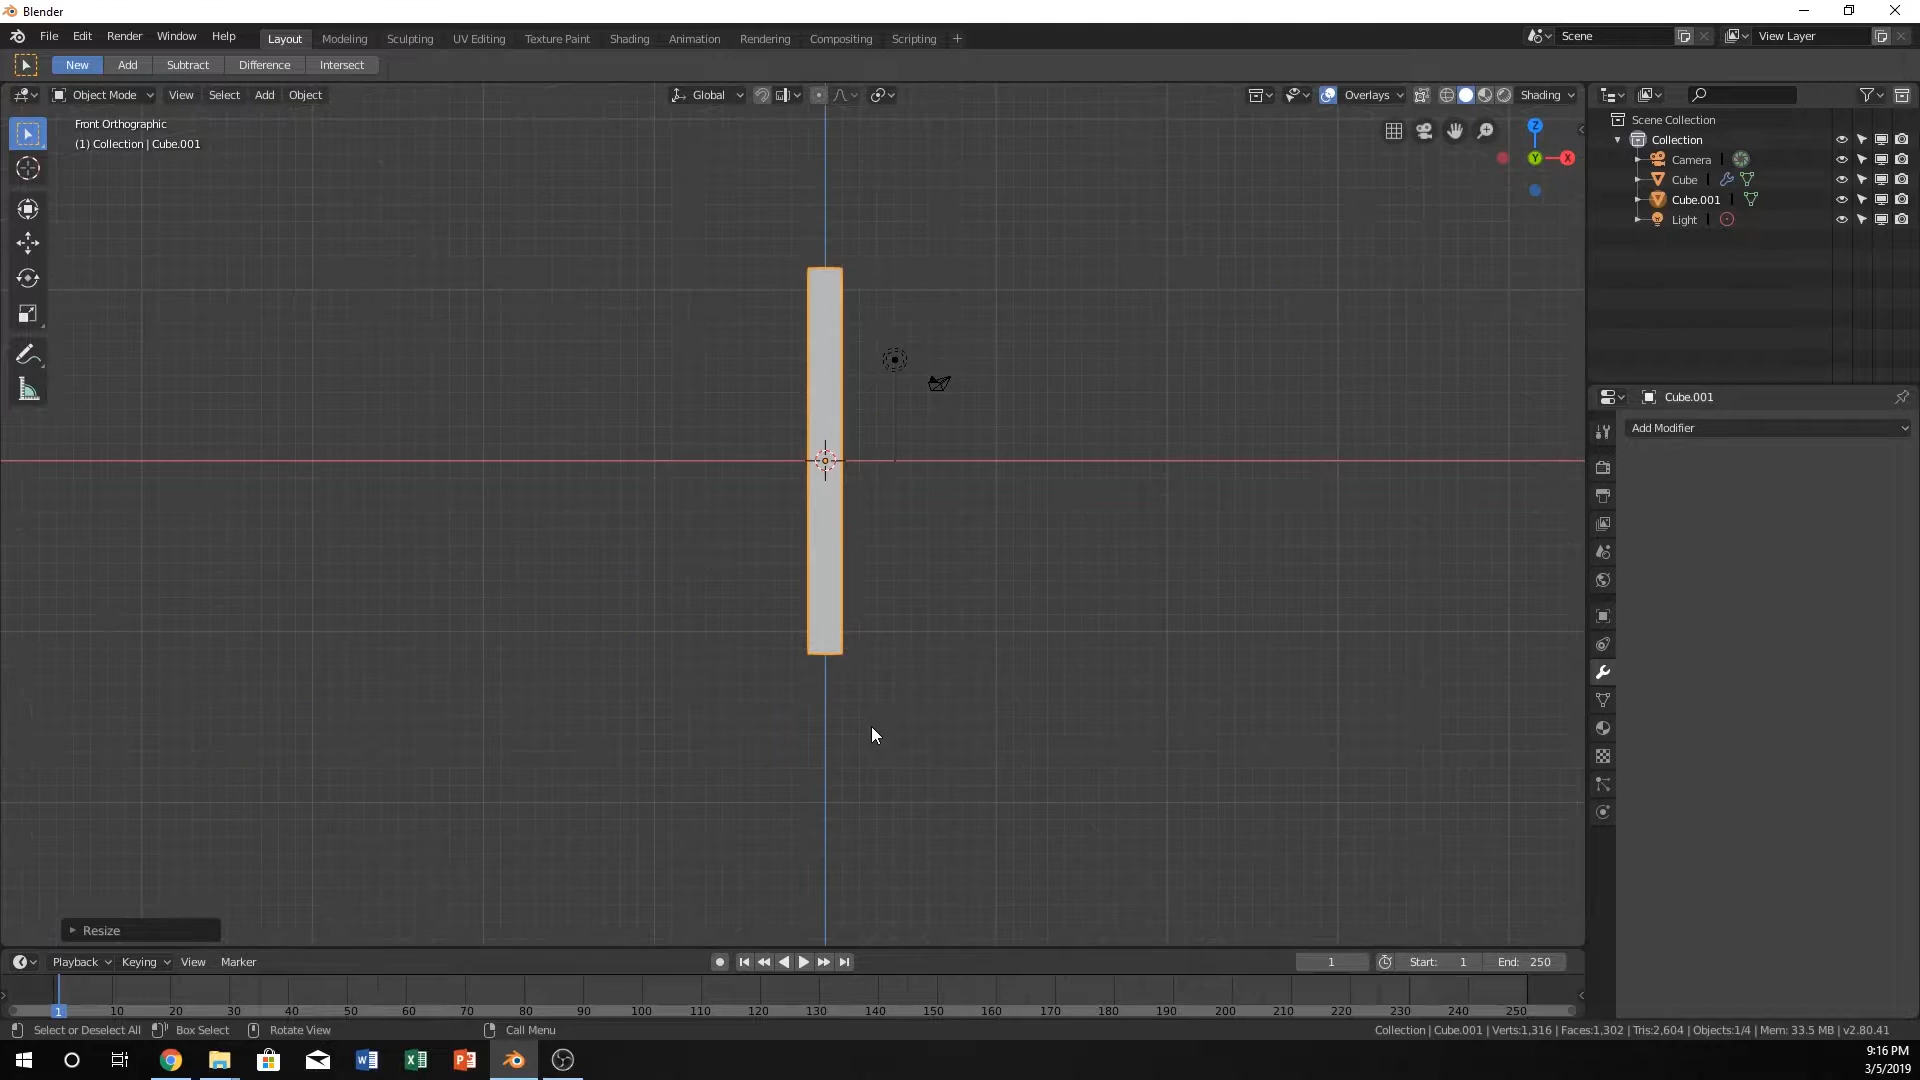 Blender
File Edit Render Window Help
Layout Modeling Sculpting UV Editing Texture Paint Shading Animation Rendering Compositing Scripting +
Scene
View Layer
New Add Subtract Difference Intersect
Object Mode View Select Add Object
Global
Overlays
Shading
Front Orthographic
(1) Collection | Cube.001
Z
Y
X
Scene Collection
Collection
Camera
Cube
Cube.001
Light
Cube.001
Add Modifier
Resize
Playback Keying View Marker
1
Start: 1
End: 250
1 10 20 30 40 50 60 70 80 90 100 110 120 130 140 150 160 170 180 190 200 210 220 230 240 250
Select or Deselect All Box Select Rotate View Call Menu
Collection | Cube.001 | Verts:1,316 | Faces:1,302 | Tris:2,604 | Objects:1/4 | Mem: 33.5 MB | v2.80.41
9:16 PM
3/5/2019